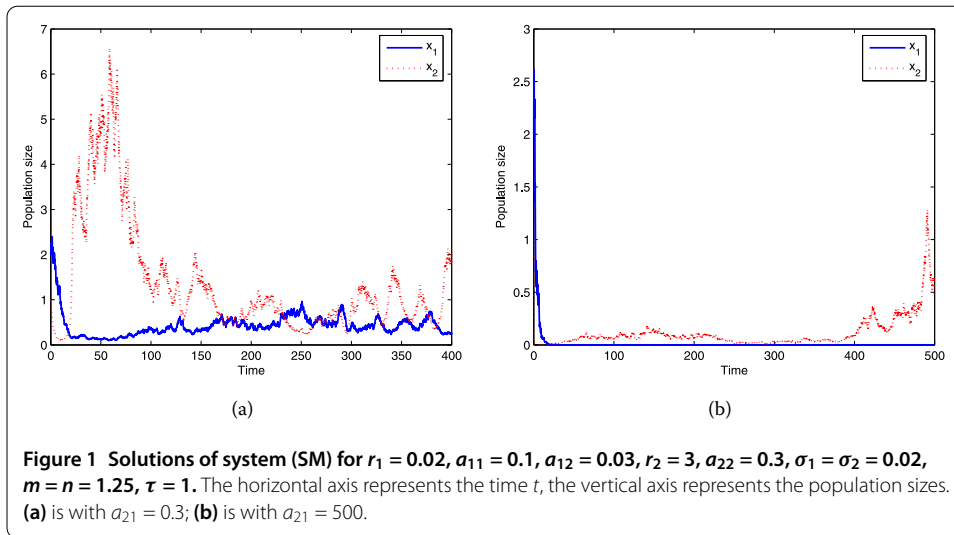 7
6
5
4
3
2
1
0
Population size
0 50 100 150 200 250 300 350 400
Time
x1
x2
(a)
3
2.5
2
1.5
1
0.5
0
Population size
0 100 200 300 400 500
Time
x1
x2
(b)
Figure 1 Solutions of system (SM) for r1 = 0.02, a11 = 0.1, a12 = 0.03, r2 = 3, a22 = 0.3, σ1 = σ2 = 0.02,
m = n = 1.25, τ = 1. The horizontal axis represents the time t, the vertical axis represents the population sizes.
(a) is with a21 = 0.3; (b) is with a21 = 500.